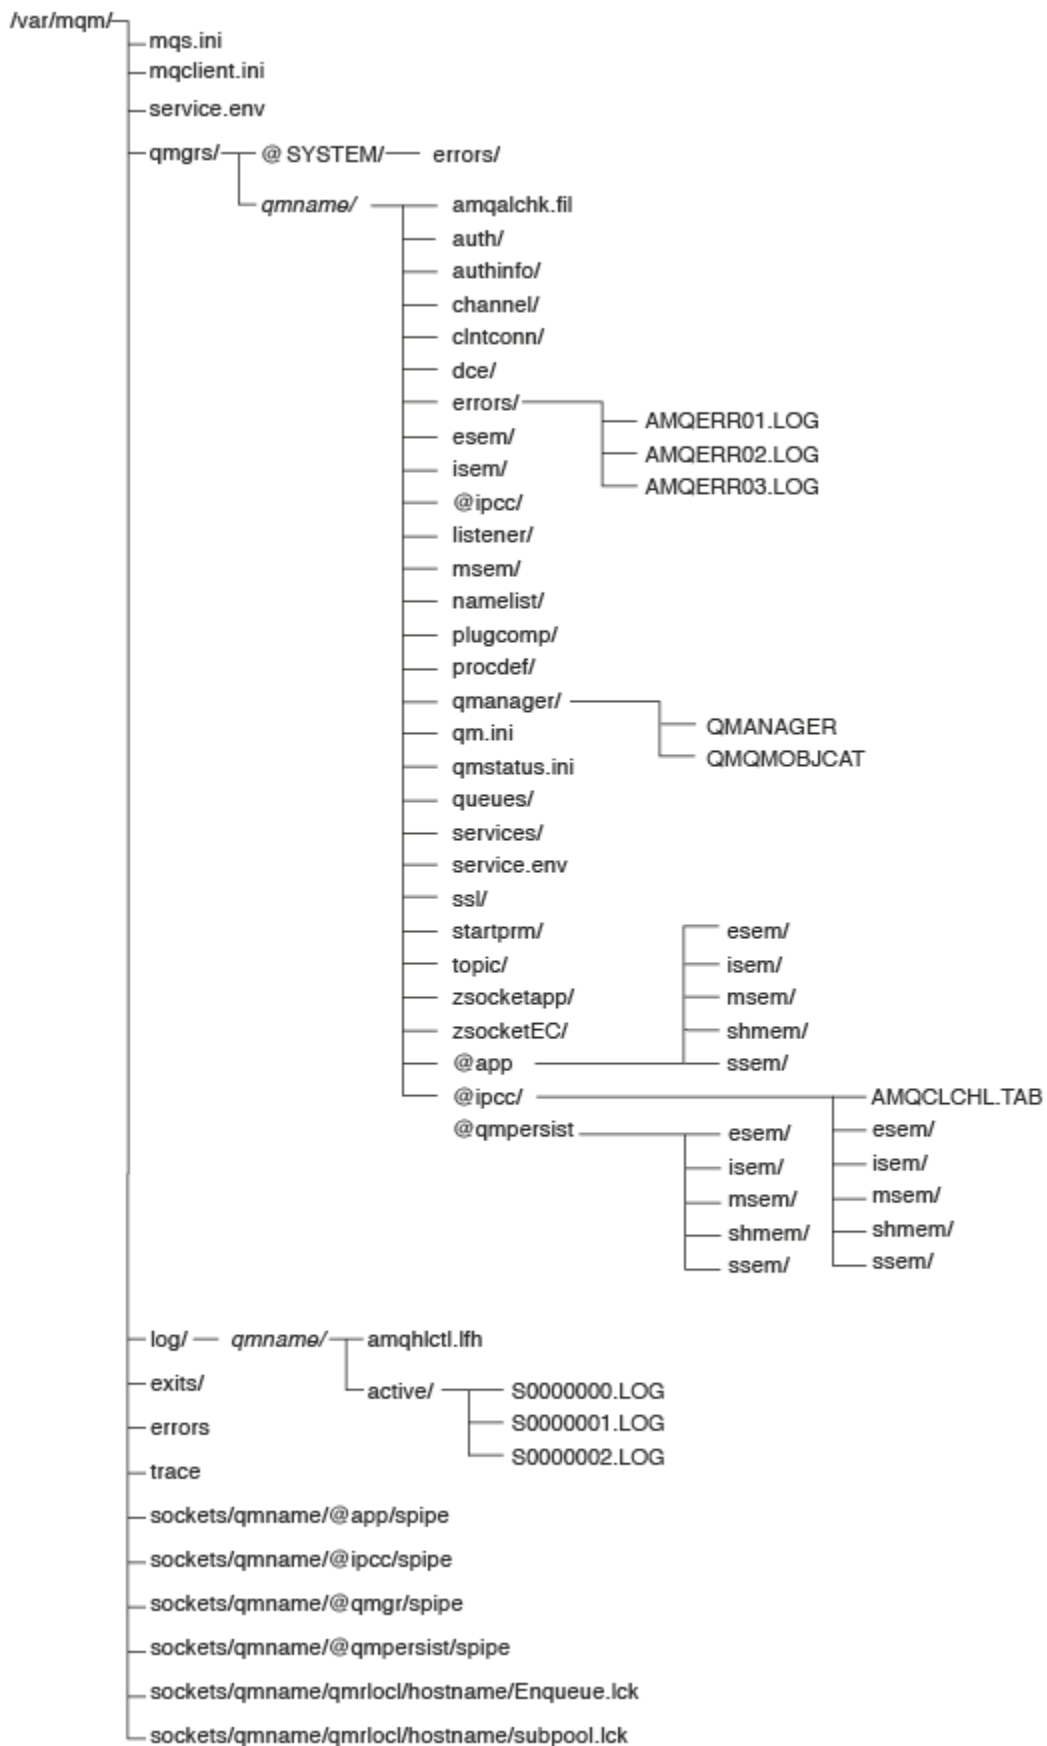 /var/mqm/
mqs.ini
mqclient.ini
service.env
qmgrs/ @SYSTEM/ errors/
qmname/ amqalchk.fil
auth/
authinfo/
channel/
clntconn/
dce/
errors/
AMQERR01.LOG
esem/
AMQERR02.LOG
isem/
AMQERR03.LOG
@ipcc/
listener/
msem/
namelist/
plugcomp/
procdef/
qmanager/
QMANAGER
qm.ini
QMQMOBJCAT
qmstatus.ini
queues/
services/
service.env
ssl/
startprm/ esem/
topic/ isem/
zsocketapp/ msem/
zsocketEC/ shmem/
@app ssem/
@ipcc/ AMQCLCHL.TAB
@qmpersist esem/ esem/
isem/ isem/
msem/ msem/
shmem/ shmem/
ssem/ ssem/
log/ qmname/ amqhlctl.lfh
exits/ active/ S0000000.LOG
S0000001.LOG
errors
S0000002.LOG
trace
sockets/qmname/@app/spipe
sockets/qmname/@ipcc/spipe
sockets/qmname/@qmgr/spipe
sockets/qmname/@qmpersist/spipe
sockets/qmname/qmrlocl/hostname/Enqueue.lck
sockets/qmname/qmrlocl/hostname/subpool.lck